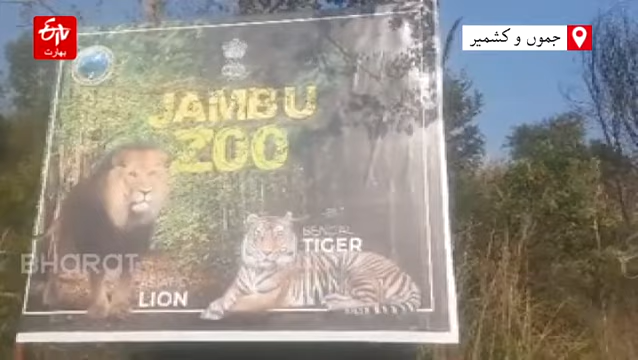 ETV
بھارت
جموں و کشمیر
JAMBU
ZOO
BENGAL
TIGER
ASIATIC
LION
BHARAT